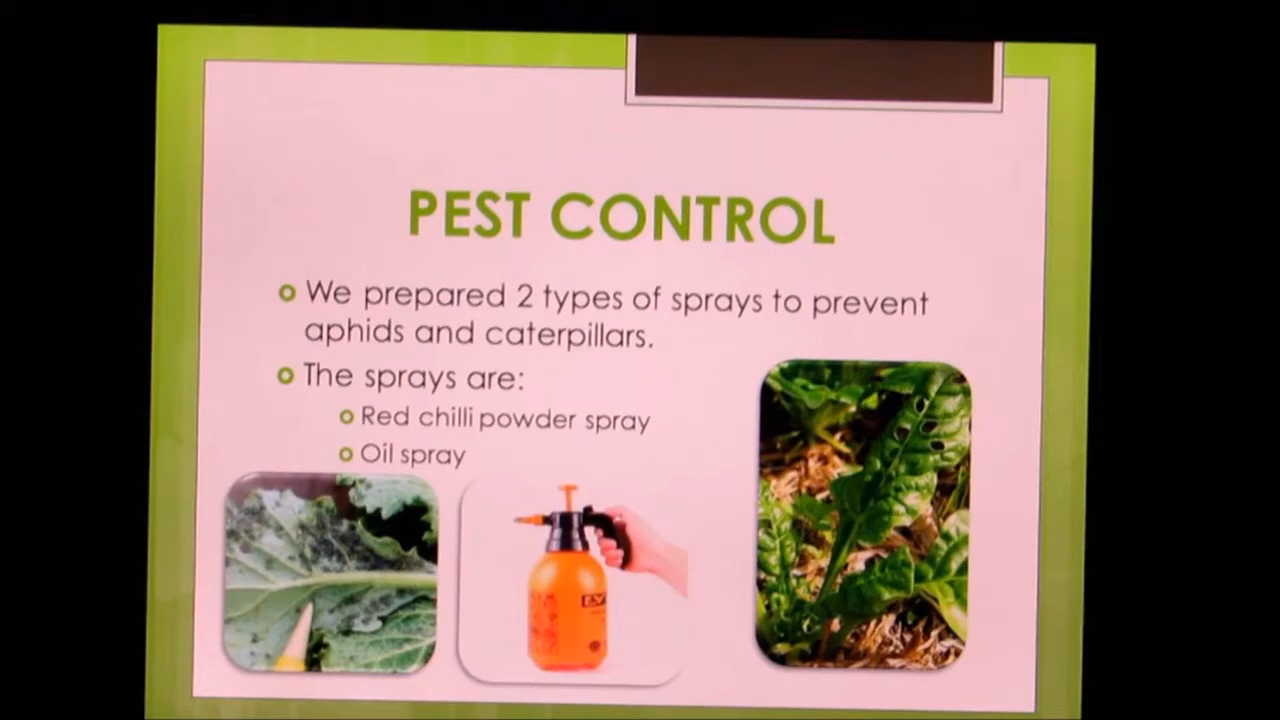 PEST CONTROL
We prepared 2 types of sprays to prevent
aphids and caterpillars.
The sprays are:
Red chilli powder spray
Oil spray